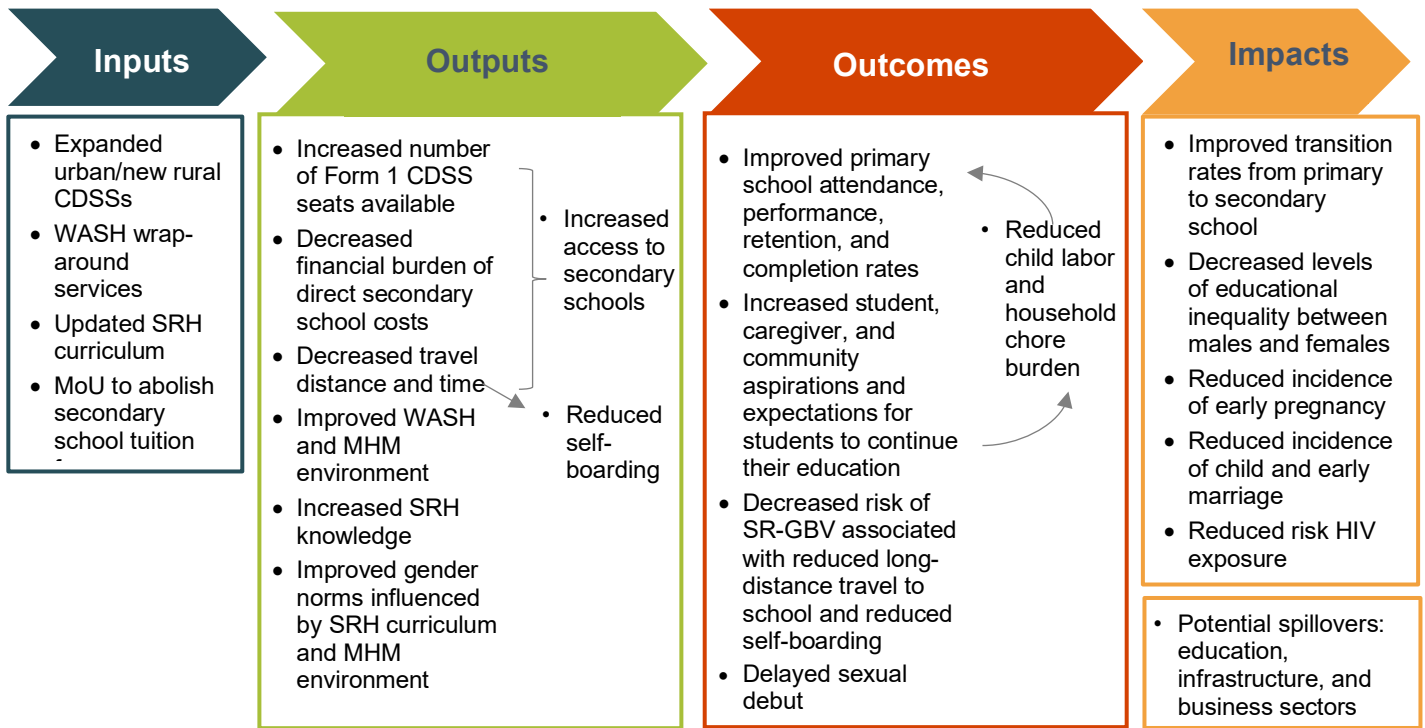 Inputs
Outputs
Outcomes
Impacts
• Expanded
urban/new rural
CDSSs
• WASH wrap-
around
services
• Updated SRH
curriculum
• MoU to abolish
secondary
school tuition
• Increased number
of Form 1 CDSS
seats available
• Decreased
financial burden of
direct secondary
school costs
• Decreased travel
distance and time
• Improved WASH
and MHM
environment
• Increased SRH
knowledge
• Improved gender
norms influenced
by SRH curriculum
and MHM
environment
• Increased
access to
secondary
schools
• Reduced
self-
boarding
• Improved primary
school attendance,
performance,
retention, and
completion rates
• Increased student,
caregiver, and
community
aspirations and
expectations for
students to continue
their education
• Decreased risk of
SR-GBV associated
with reduced long-
distance travel to
school and reduced
self-boarding
• Delayed sexual
debut
• Reduced
child labor
and
household
chore
burden
• Improved transition
rates from primary
to secondary
school
• Decreased levels
of educational
inequality between
males and females
• Reduced incidence
of early pregnancy
• Reduced incidence
of child and early
marriage
• Reduced risk HIV
exposure
• Potential spillovers:
education,
infrastructure, and
business sectors